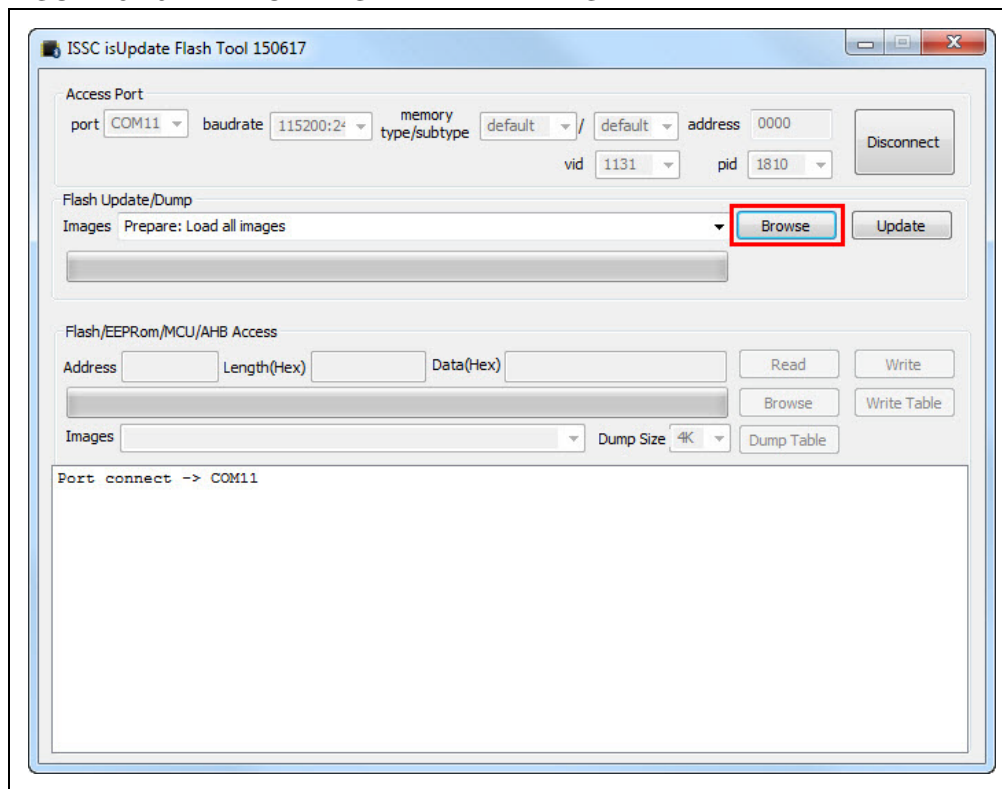 ISSC isUpdate Flash Tool 150617
Access Port
port COM11 baudrate 115200:24 memory type/subtype default / default address 0000
Disconnect
vid 1131 pid 1810
Flash Update/Dump
Images Prepare: Load all images Browse Update
Flash/EEPRom/MCU/AHB Access
Address Length(Hex) Data(Hex) Read Write
Browse Write Table
Images Dump Size 4K Dump Table
Port connect -> COM11